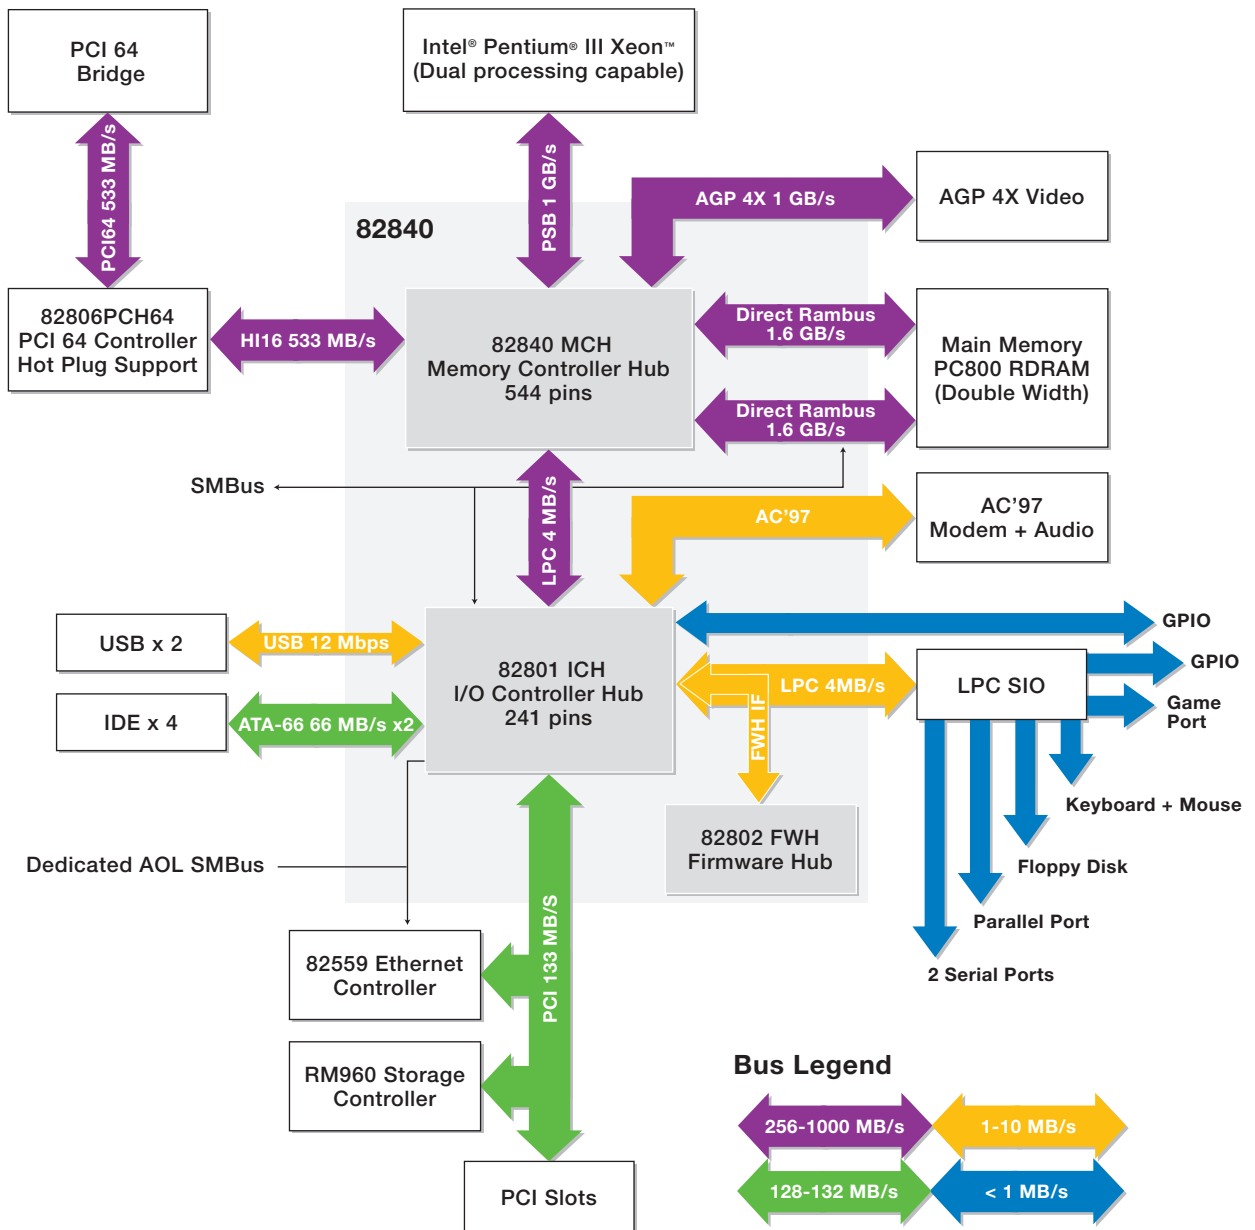 PCI 64
Bridge
Intel® Pentium® III Xeon™
(Dual processing capable)
PCI64 533 MB/s
PSB 1 GB/s
AGP 4X 1 GB/s
AGP 4X Video
82840
82806PCH64
PCI 64 Controller
Hot Plug Support
HI16 533 MB/s
82840 MCH
Memory Controller Hub
544 pins
Direct Rambus
1.6 GB/s
Direct Rambus
1.6 GB/s
Main Memory
PC800 RDRAM
(Double Width)
SMBus
LPC 4 MB/s
AC’97
AC’97
Modem + Audio
USB x 2
USB 12 Mbps
IDE x 4
ATA-66 66 MB/s x2
82801 ICH
I/O Controller Hub
241 pins
GPIO
LPC 4MB/s
FWH IF
LPC SIO
GPIO
Game
Port
Keyboard + Mouse
Floppy Disk
Parallel Port
2 Serial Ports
82802 FWH
Firmware Hub
Dedicated AOL SMBus
PCI 133 MB/S
82559 Ethernet
Controller
RM960 Storage
Controller
PCI Slots
Bus Legend
256-1000 MB/s
1-10 MB/s
128-132 MB/s
< 1 MB/s